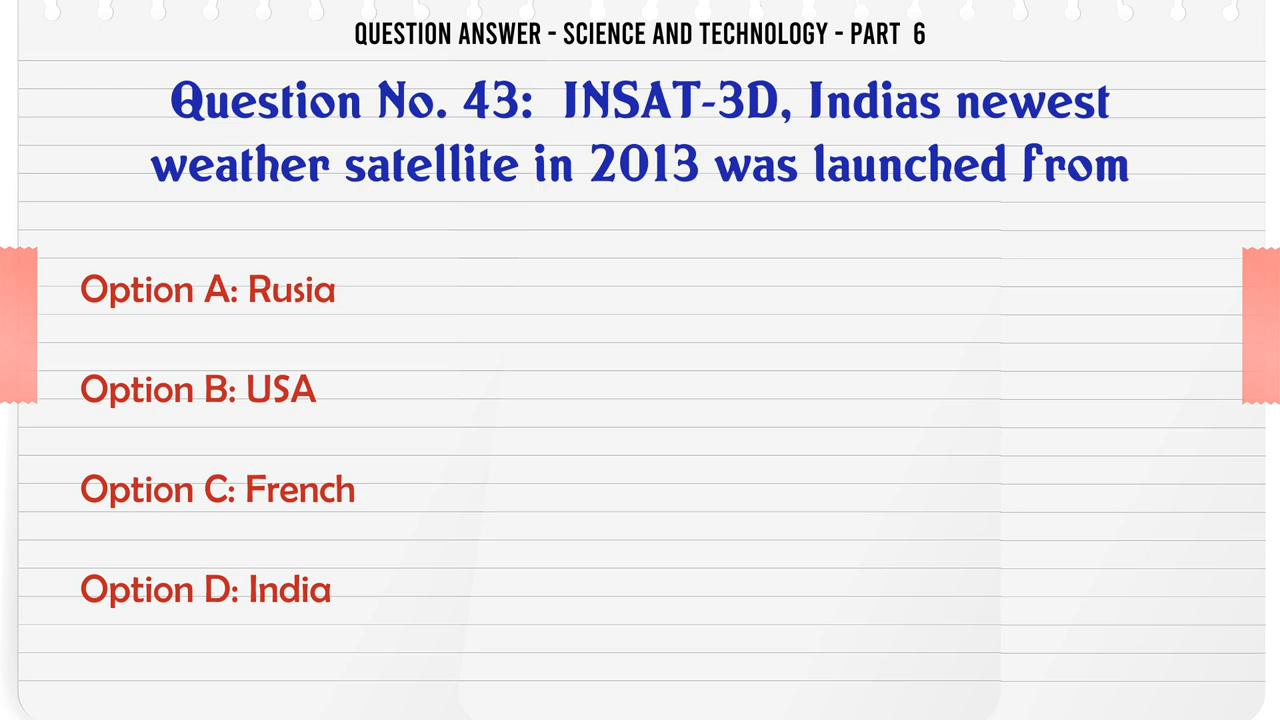 QUESTION ANSWER - SCIENCE AND TECHNOLOGY - PART 6
Question No. 43: INSAT-3D, Indias newest
weather satellite in 2013 was launched from
Option A: Rusia
Option B: USA
Option C: French
Option D: India